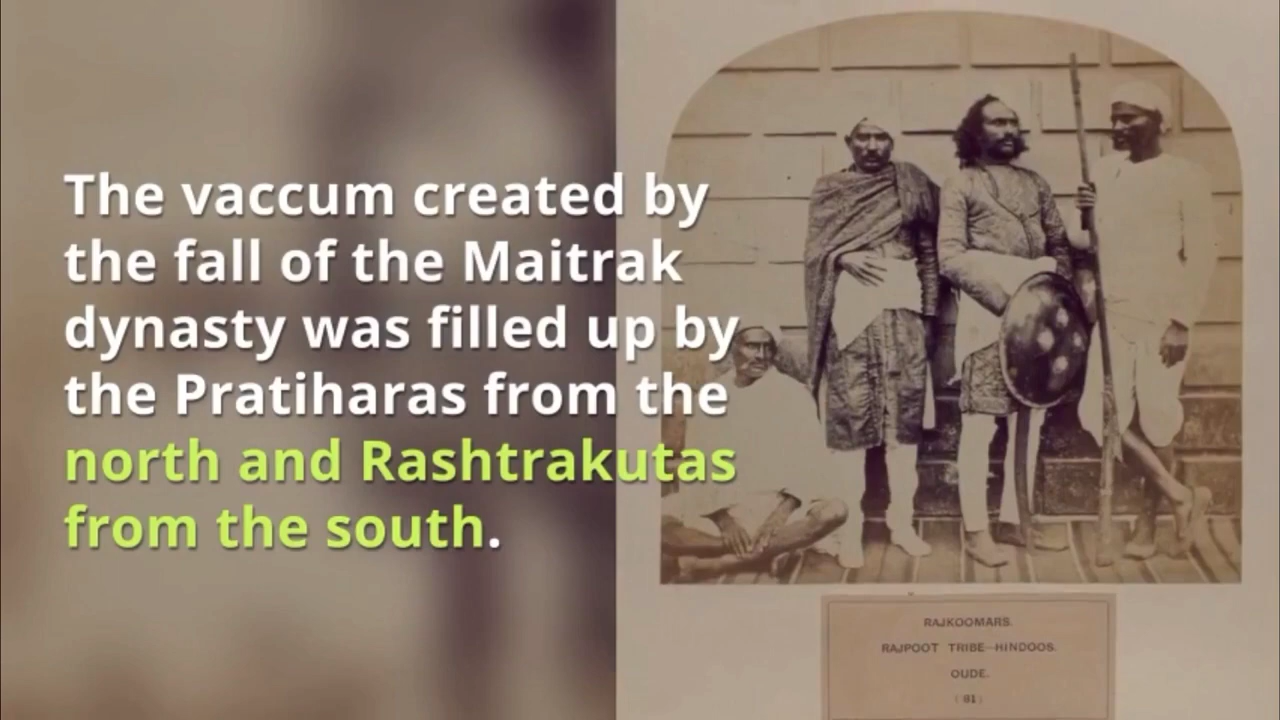 The vaccum created by
the fall of the Maitrak
dynasty was filled up by
the Pratiharas from the
north and Rashtrakutas
from the south.
RAJKOOMARS.
RAJPOOT TRIBE—HINDOOS.
OUDE.
(81)